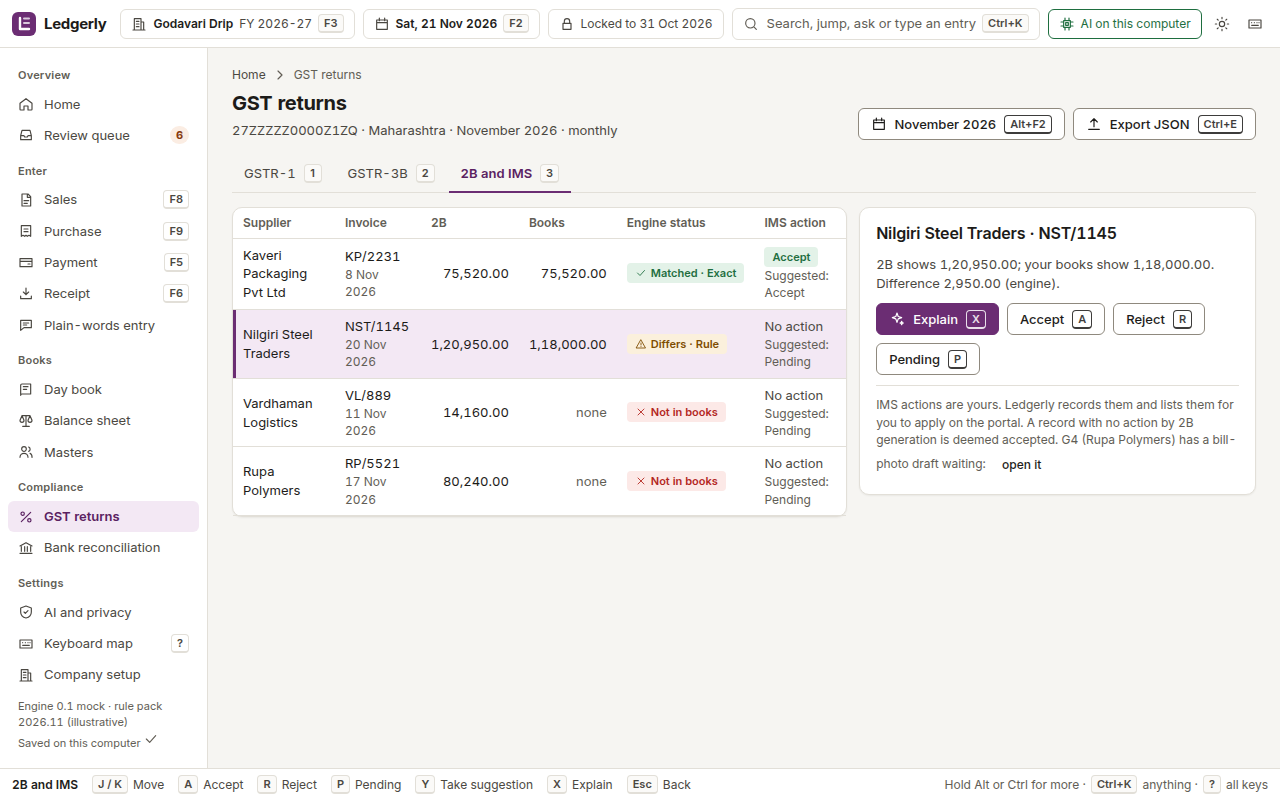 Ledgerly
Godavari Drip FY 2026-27 F3
Sat, 21 Nov 2026 F2
Locked to 31 Oct 2026
Search, jump, ask or type an entry Ctrl+K
AI on this computer
Overview
Home
Review queue 6
Enter
Sales F8
Purchase F9
Payment F5
Receipt F6
Plain-words entry
Books
Day book
Balance sheet
Masters
Compliance
GST returns
Bank reconciliation
Settings
AI and privacy
Keyboard map ?
Company setup
Engine 0.1 mock · rule pack
2026.11 (illustrative)
Saved on this computer
Home > GST returns
GST returns
27ZZZZZ0000Z1ZQ · Maharashtra · November 2026 · monthly
November 2026 Alt+F2
Export JSON Ctrl+E
GSTR-1 1
GSTR-3B 2
2B and IMS 3
Supplier Invoice 2B Books Engine status IMS action
Kaveri
Packaging
Pvt Ltd
KP/2231
8 Nov
2026
75,520.00
75,520.00
Matched · Exact
Accept
Suggested:
Accept
Nilgiri Steel
Traders
NST/1145
20 Nov
2026
1,20,950.00
1,18,000.00
Differs · Rule
No action
Suggested:
Pending
Vardhaman
Logistics
VL/889
11 Nov
2026
14,160.00
none
Not in books
No action
Suggested:
Pending
Rupa
Polymers
RP/5521
17 Nov
2026
80,240.00
none
Not in books
No action
Suggested:
Pending
Nilgiri Steel Traders · NST/1145
2B shows 1,20,950.00; your books show 1,18,000.00.
Difference 2,950.00 (engine).
Explain X
Accept A
Reject R
Pending P
IMS actions are yours. Ledgerly records them and lists them for
you to apply on the portal. A record with no action by 2B
generation is deemed accepted. G4 (Rupa Polymers) has a bill-
photo draft waiting: open it
2B and IMS J / K Move A Accept R Reject P Pending Y Take suggestion X Explain Esc Back
Hold Alt or Ctrl for more · Ctrl+K anything · ? all keys